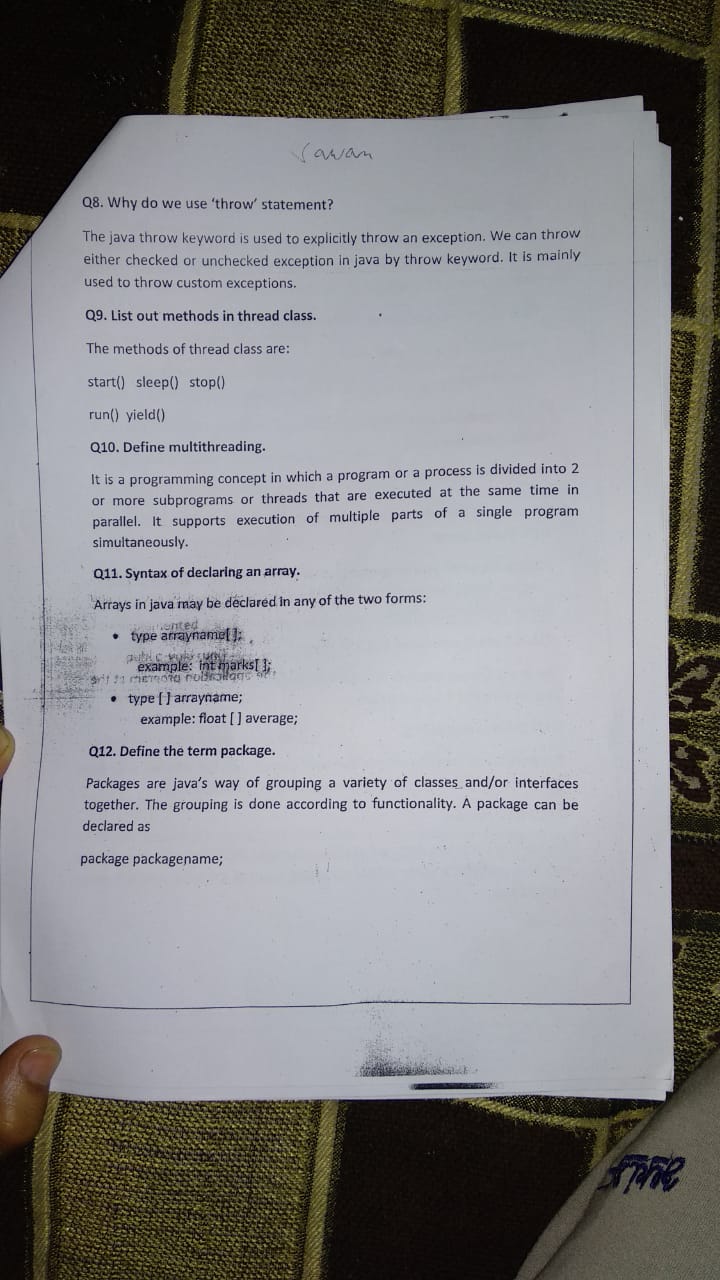 Sawan
Q8. Why do we use ‘throw’ statement?
The java throw keyword is used to explicitly throw an exception. We can throw
either checked or unchecked exception in java by throw keyword. It is mainly
used to throw custom exceptions.
Q9. List out methods in thread class.
The methods of thread class are:
start() sleep() stop()
run() yield()
Q10. Define multithreading.
It is a programming concept in which a program or a process is divided into 2
or more subprograms or threads that are executed at the same time in
parallel. It supports execution of multiple parts of a single program
simultaneously.
Q11. Syntax of declaring an array.
Arrays in java may be declared in any of the two forms:
• type arrayname[ ];
example: int marks[ ];
• type [ ] arrayname;
example: float [ ] average;
Q12. Define the term package.
Packages are java’s way of grouping a variety of classes and/or interfaces
together. The grouping is done according to functionality. A package can be
declared as
package packagename;